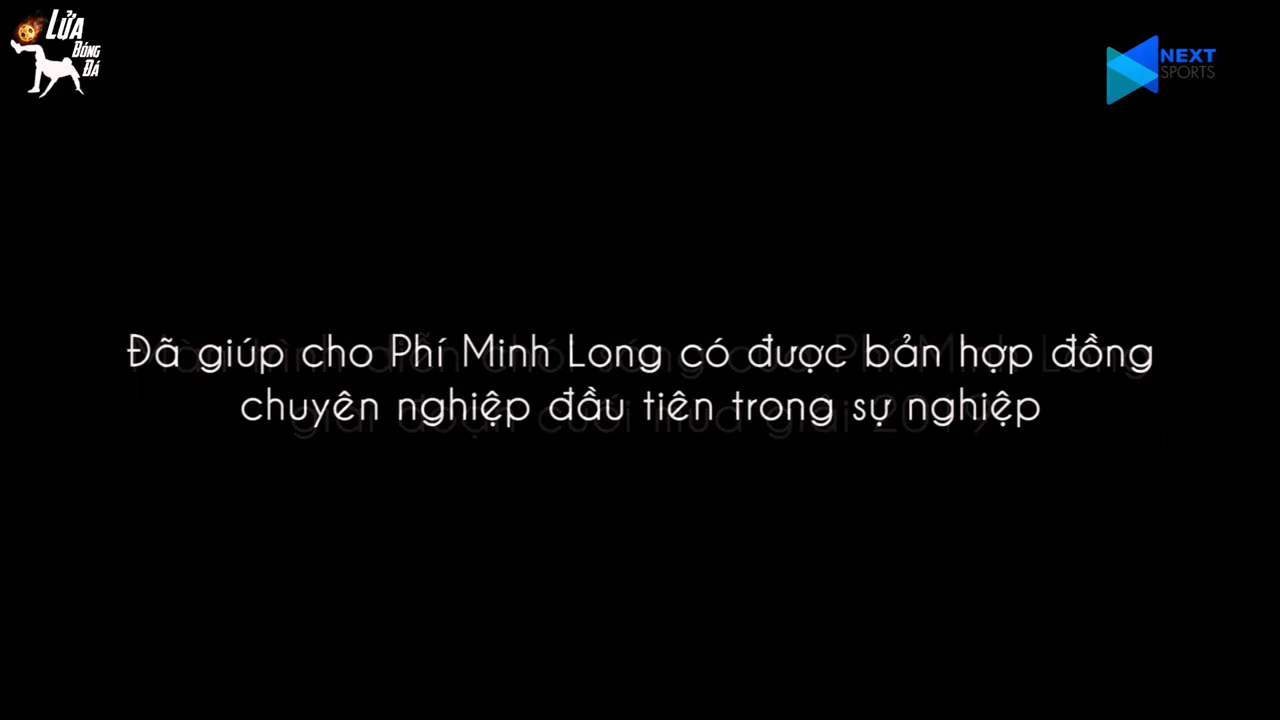 LỬA
BÓNG
ĐÁ
NEXT
SPORTS
Đã giúp cho Phí Minh Long có được bản hợp đồng
chuyên nghiệp đầu tiên trong sự nghiệp